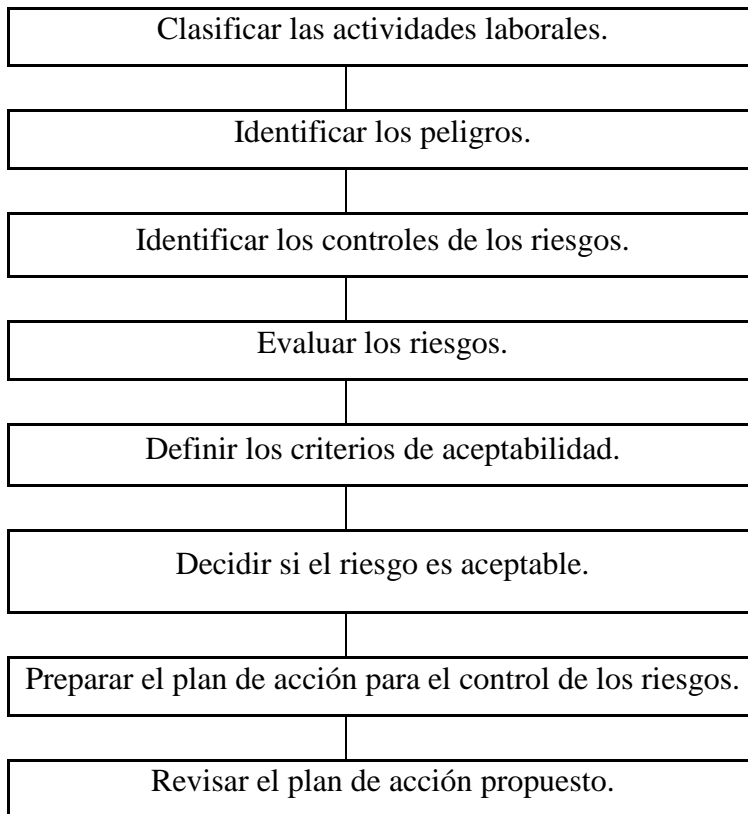 Clasificar las actividades laborales.
Identificar los peligros.
Identificar los controles de los riesgos.
Evaluar los riesgos.
Definir los criterios de aceptabilidad.
Decidir si el riesgo es aceptable.
Preparar el plan de acción para el control de los riesgos.
Revisar el plan de acción propuesto.